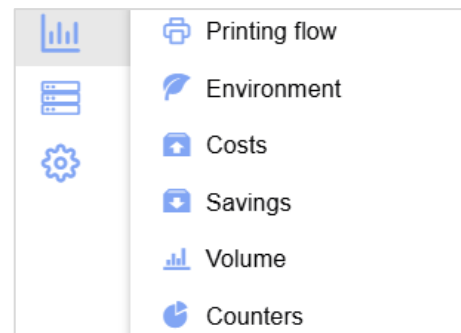 Printing flow
Environment
Costs
Savings
Volume
Counters